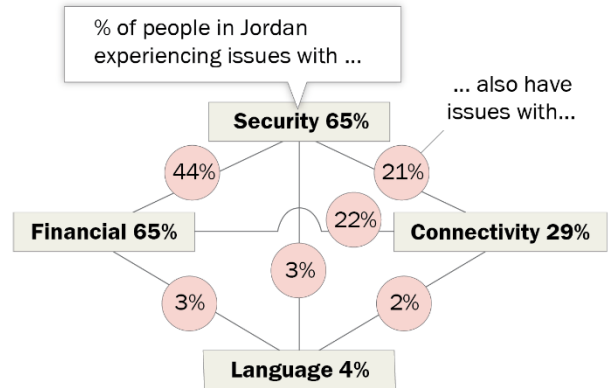 % of people in Jordan
experiencing issues with ...
... also have
issues with...
Security 65%
44%
21%
Financial 65%
22%
Connectivity 29%
3%
3%
2%
Language 4%